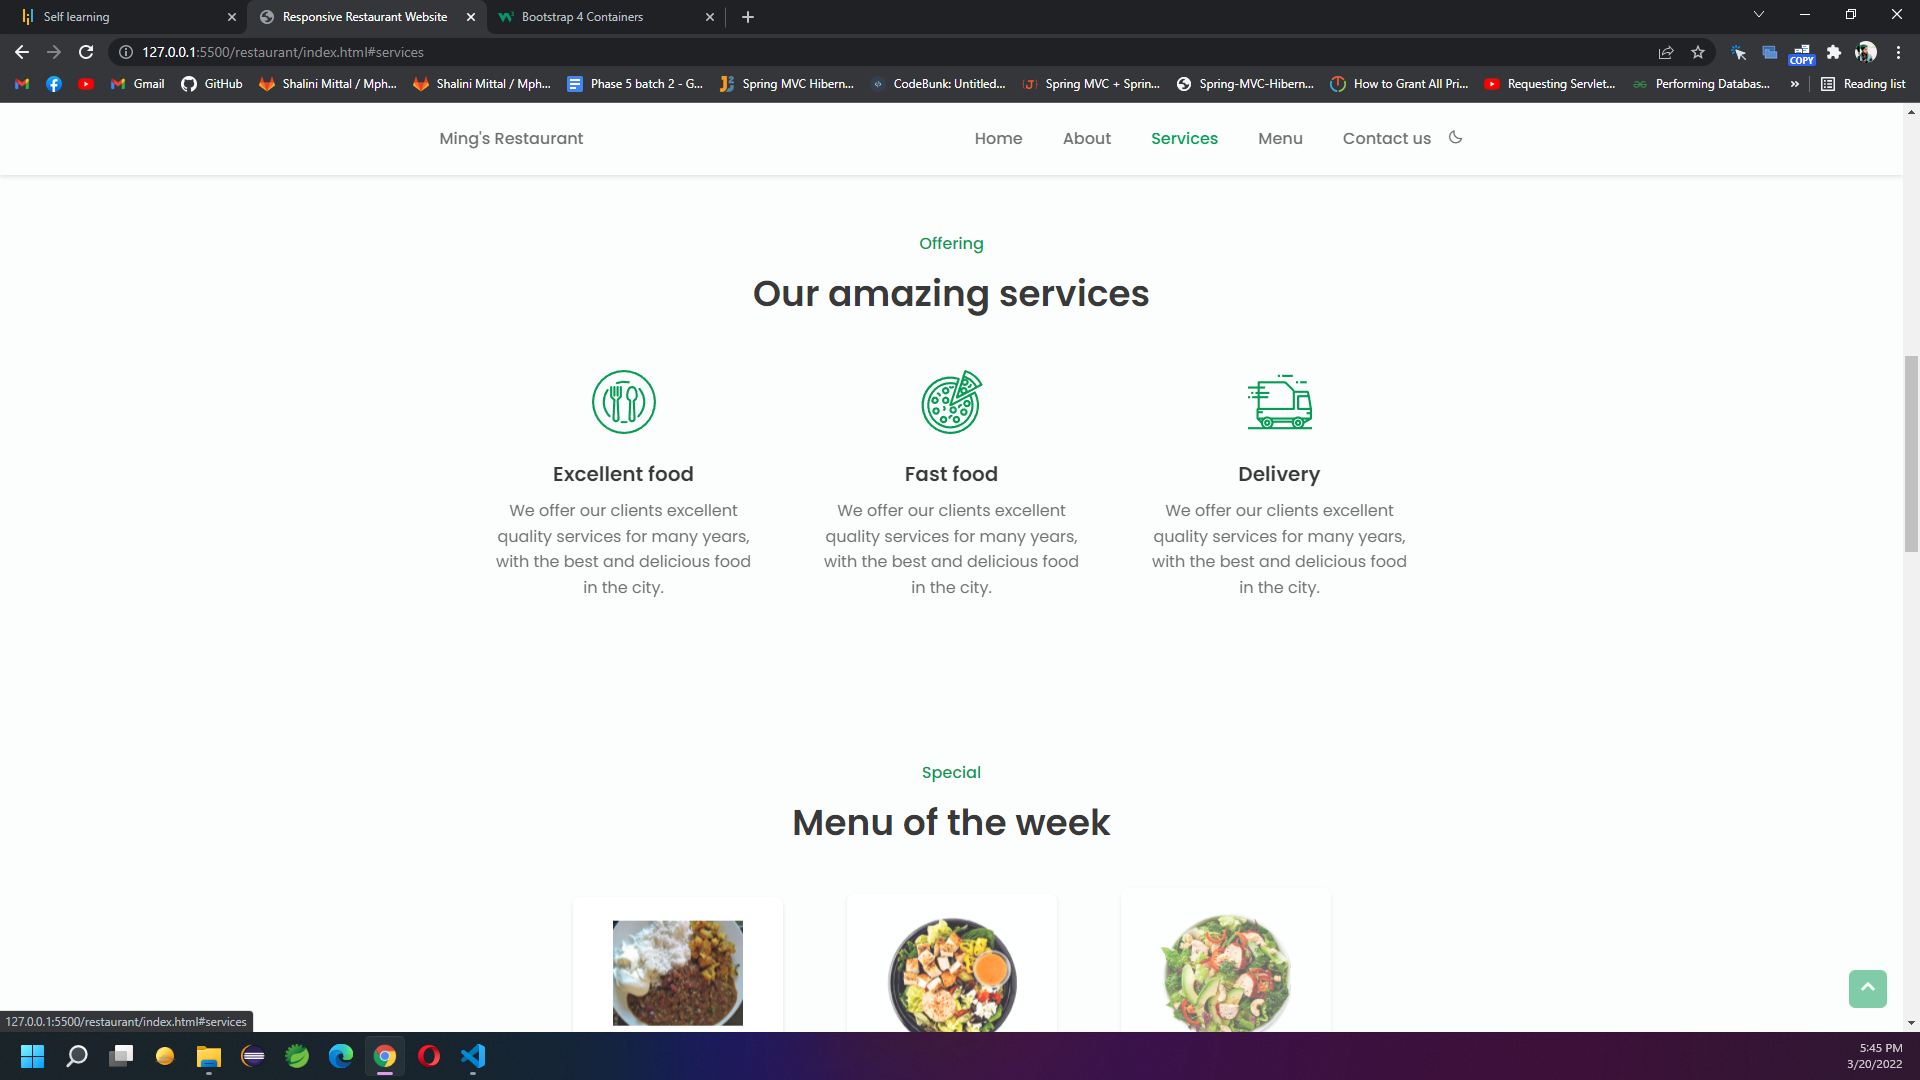 Self learning
Responsive Restaurant Website
Bootstrap 4 Containers
127.0.0.1:5500/restaurant/index.html#services
COPY
Gmail
GitHub
Shalini Mittal / Mph...
Shalini Mittal / Mph...
Phase 5 batch 2 - G...
Spring MVC Hibern...
CodeBunk: Untitled...
Spring MVC + Sprin...
Spring-MVC-Hibern...
How to Grant All Pri...
Requesting Servlet...
Performing Databas...
»
Reading list
Ming's Restaurant
Home
About
Services
Menu
Contact us
Offering
Our amazing services
Excellent food
We offer our clients excellent
quality services for many years,
with the best and delicious food
in the city.
Fast food
We offer our clients excellent
quality services for many years,
with the best and delicious food
in the city.
Delivery
We offer our clients excellent
quality services for many years,
with the best and delicious food
in the city.
Special
Menu of the week
127.0.0.1:5500/restaurant/index.html#services
5:45 PM
3/20/2022